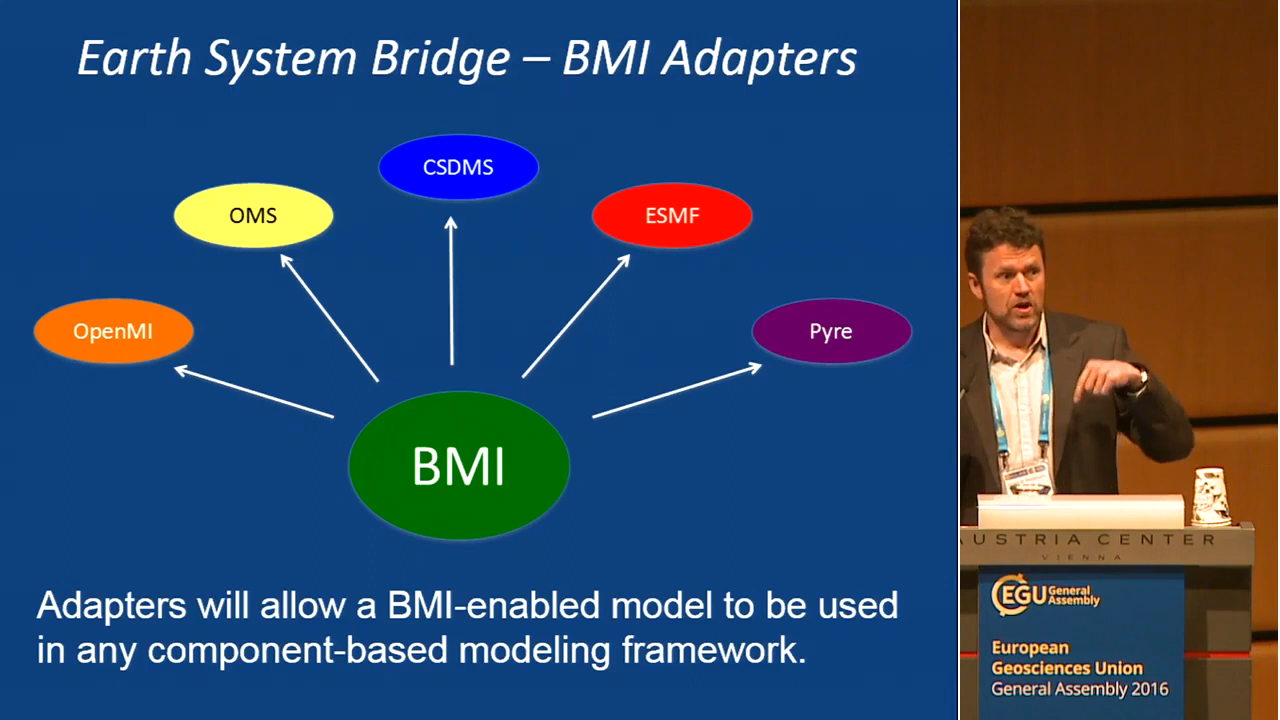 Earth System Bridge – BMI Adapters
CSDMS
OMS
ESMF
OpenMI
Pyre
BMI
Adapters will allow a BMI-enabled model to be used
in any component-based modeling framework.
AUSTRIA CENTER
VIENNA
EGU General
Assembly
European
Geosciences Union
General Assembly 2016